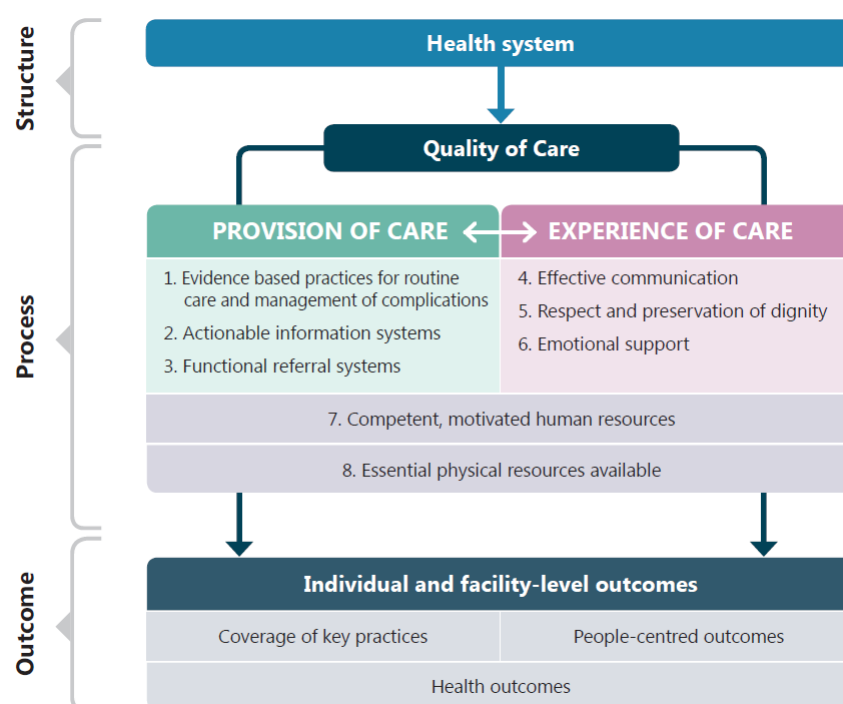 Structure
Health system
Quality of Care
Process
PROVISION OF CARE
EXPERIENCE OF CARE
1. Evidence based practices for routine
care and management of complications
2. Actionable information systems
3. Functional referral systems
4. Effective communication
5. Respect and preservation of dignity
6. Emotional support
7. Competent, motivated human resources
8. Essential physical resources available
Outcome
Individual and facility-level outcomes
Coverage of key practices
People-centred outcomes
Health outcomes